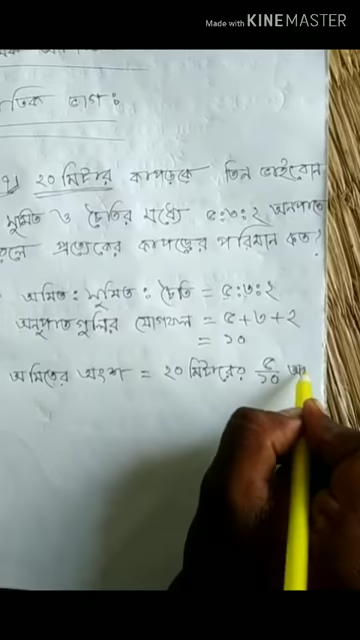 Made with KINEMASTER
ভাগ :
২০ মিটার কাপড়কে তিন ভাইবোন
সুমিত ও চৈতির মধ্যে ৫:৩:২ অনুপাতে
প্রত্যেকের কাপড়ের পরিমান কত?
অমিত : সুমিত : চৈতি = ৫:৩:২
অনুপাতগুলির যোগফল = ৫+৩+২
= ১০
অমিতের অংশ = ২০ মিটারের ৫/১০